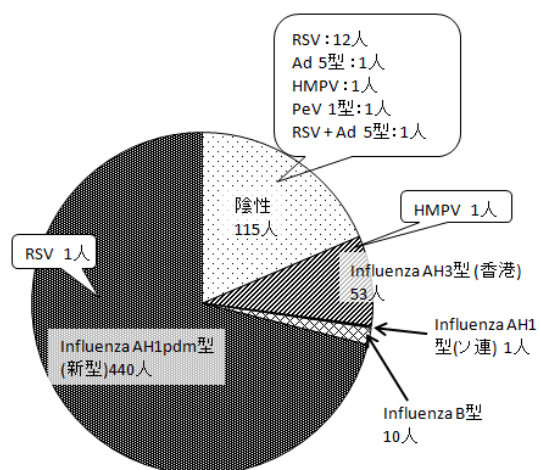 RSV：12人
Ad 5型：1人
HMPV：1人
PeV 1型：1人
RSV + Ad 5型：1人
陰性
115人
HMPV 1人
RSV 1人
Influenza AH3型 (香港)
53人
Influenza AH1
型(ソ連) 1人
Influenza AH1pdm型
(新型)440人
Influenza B型
10人